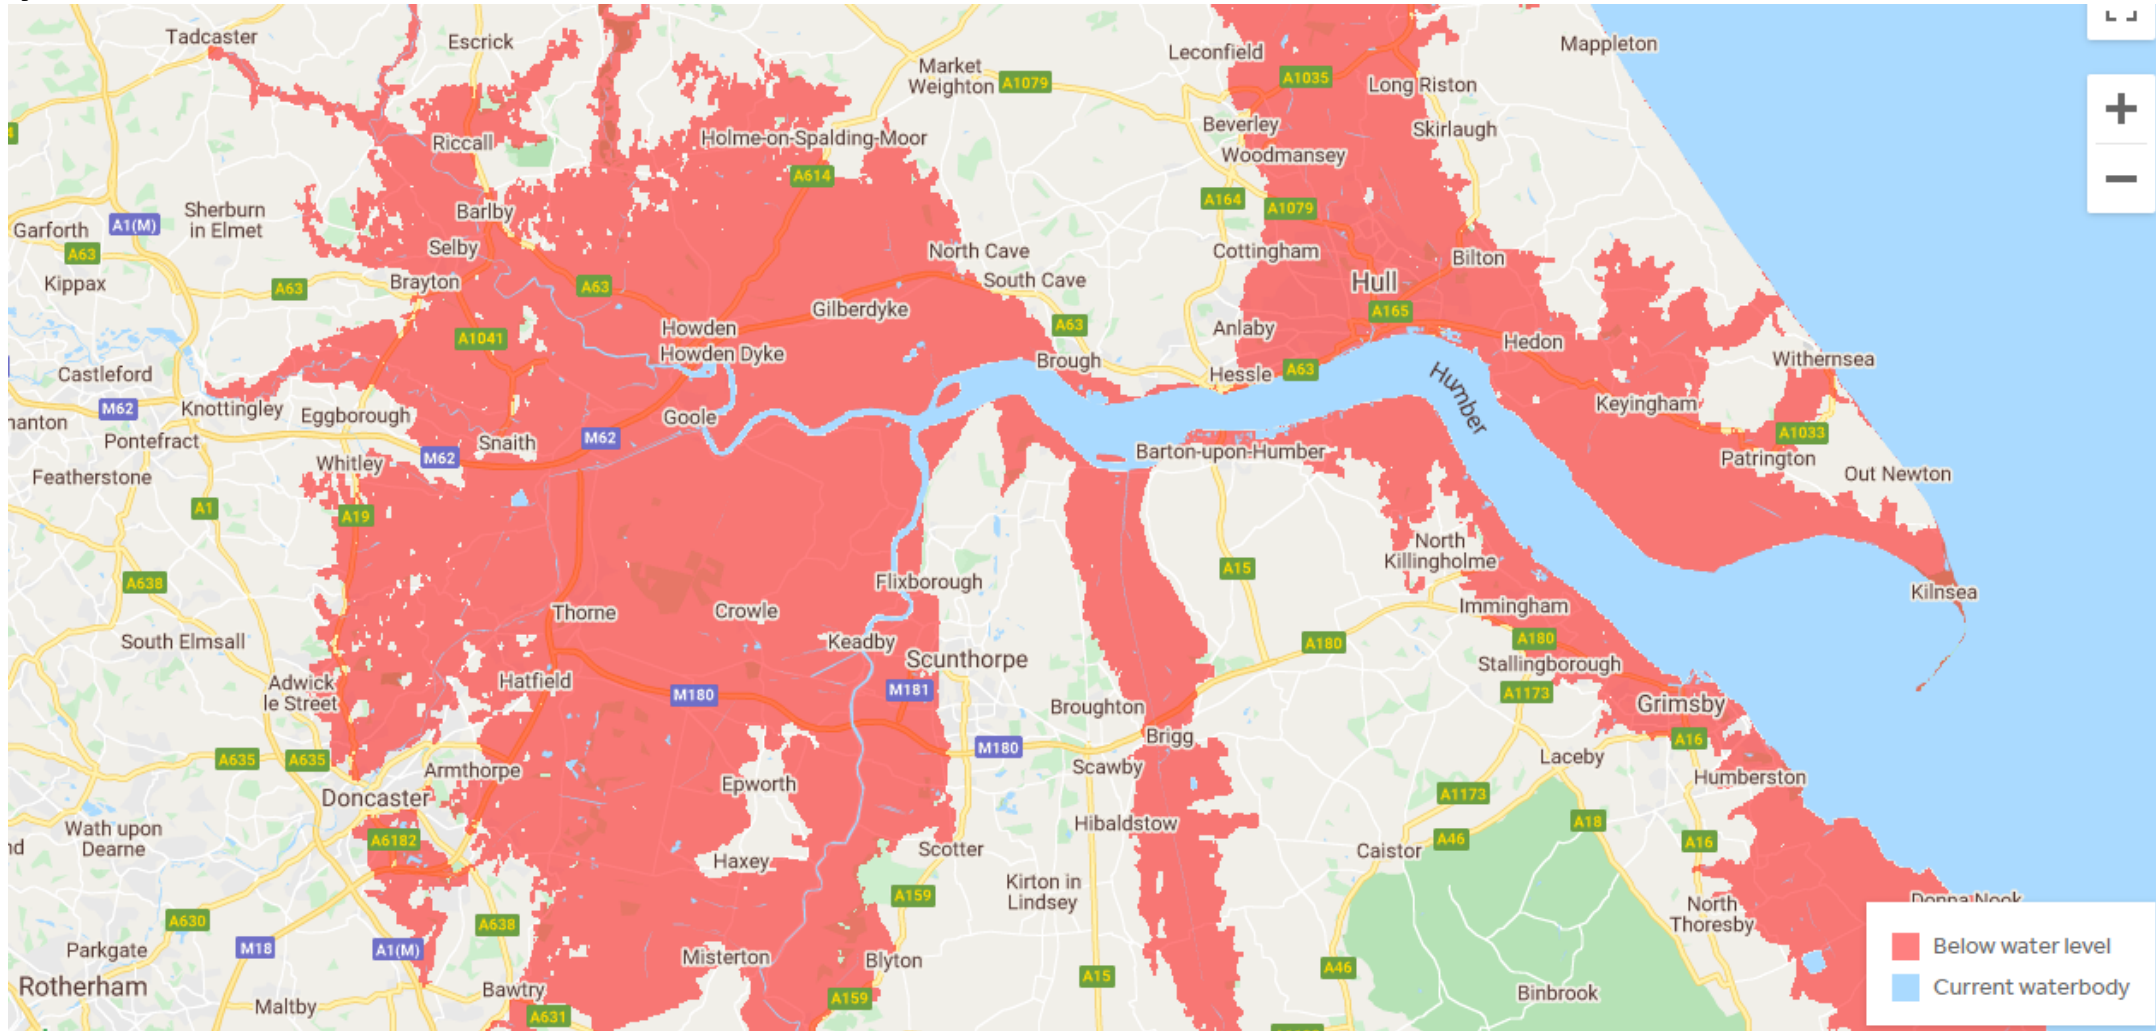 Tadcaster
Escrick
Leconfield
Mappleton
Market
Weighton
A1079
A1035
Long Riston
Riccall
Holme-on-Spalding-Moor
Beverley
Skirlaugh
Woodmansey
A614
Barlby
Sherburn
in Elmet
A1(M)
A164
A1079
Garforth
A63
Selby
North Cave
Cottingham
Bilton
Kippax
A63
Brayton
A63
South Cave
Hull
Gilberdyke
A165
A1041
Howden
A63
Anlaby
Hedon
Howden Dyke
Brough
Withernsea
Castleford
Hessle
A63
Humber
M62
Knottingley
Eggborough
Goole
Keyingham
Pontefract
Snaith
M62
A1033
M62
Whitley
Barton-upon-Humber
Patrington
Featherstone
Out Newton
A1
A19
North
Killingholme
A638
Flixborough
A15
Kilnsea
Thorne
Crowle
Immingham
South Elmsall
Keadby
A180
A180
Scunthorpe
Stallingborough
Adwick
le Street
Hatfield
M180
M181
A1173
Broughton
Grimsby
Brigg
A16
A635
A635
M180
Armthorpe
Scawby
Laceby
Epworth
Humberston
Doncaster
A1173
Wath upon
Dearne
A6182
Hibaldstow
A18
A46
A16
Haxey
Scotter
Caistor
Kirton in
Lindsey
A159
A630
A638
North
Thoresby
Donna Nook
Parkgate
M18
A1(M)
Misterton
Blyton
A15
A46
Below water level
Rotherham
Maltby
Bawtry
A159
Binbrook
Current waterbody
A631